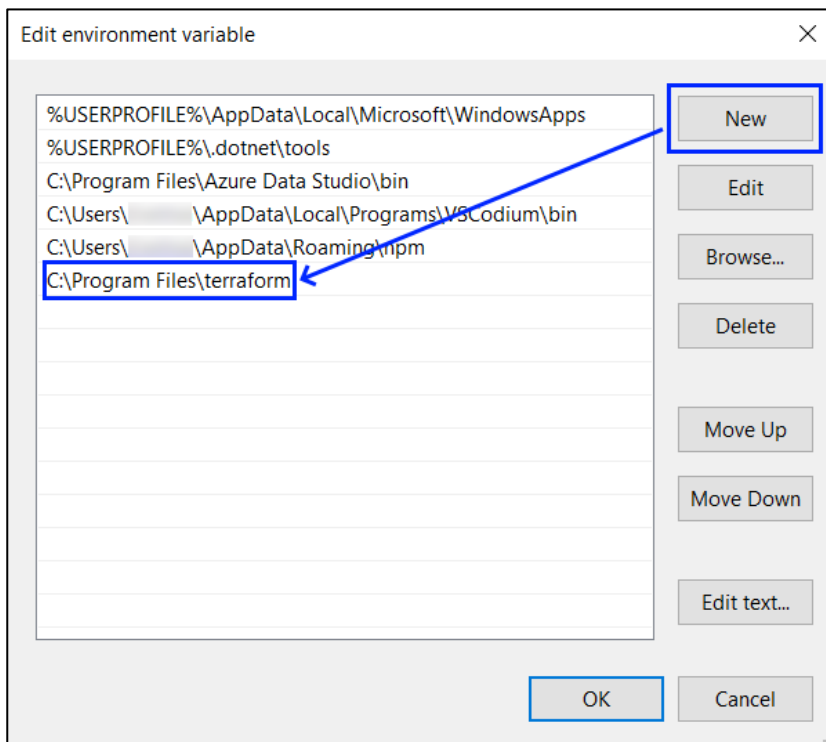 Edit environment variable
%USERPROFILE%\AppData\Local\Microsoft\WindowsApps
%USERPROFILE%\.dotnet\tools
C:\Program Files\Azure Data Studio\bin
C:\Users\ \AppData\Local\Programs\VSCodium\bin
C:\Users\ \AppData\Roaming\npm
C:\Program Files\terraform
New
Edit
Browse...
Delete
Move Up
Move Down
Edit text...
OK
Cancel